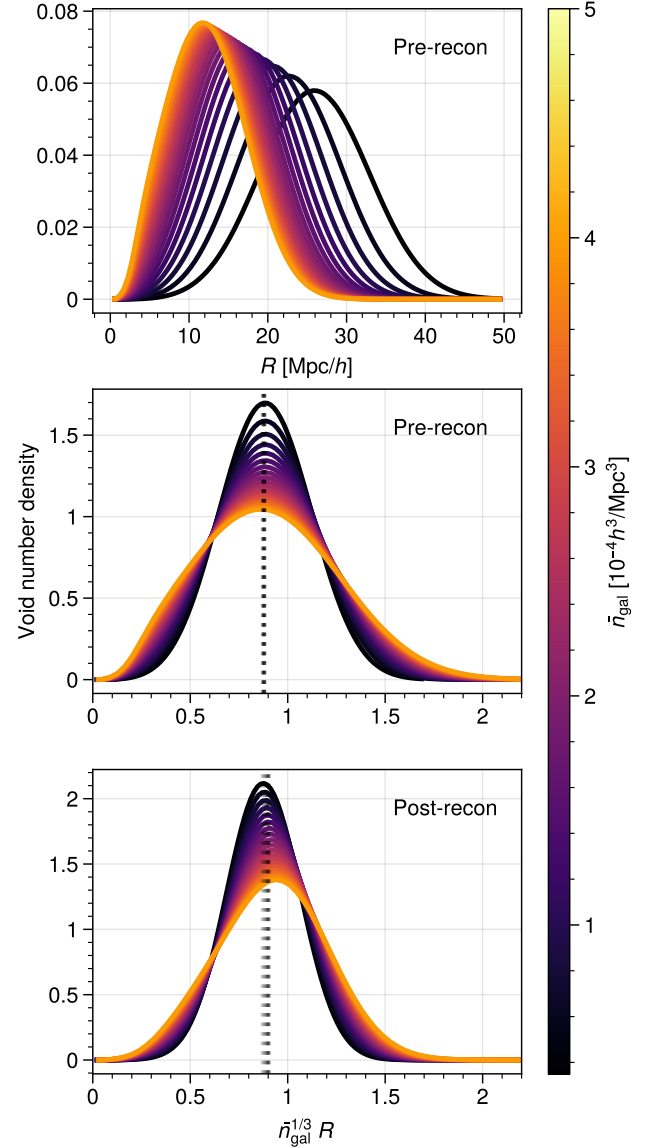 Pre-recon
0.08
0.06
0.04
0.02
0
0 10 20 30 40 50
R [Mpc/h]
Pre-recon
1.5
1
0.5
0
0 0.5 1 1.5 2
Void number density
Post-recon
2
1.5
1
0.5
0
0 0.5 1 1.5 2
n̄_gal^{1/3} R
5
4
3
2
1
n̄_gal [10⁻⁴h³/Mpc³]